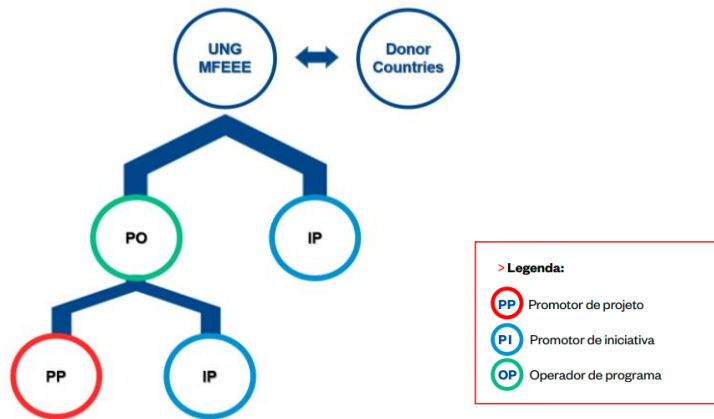 UNG
MFEEE
Donor
Countries
PO
IP
PP
IP
> Legenda:
PP Promotor de projeto
PI Promotor de iniciativa
OP Operador de programa